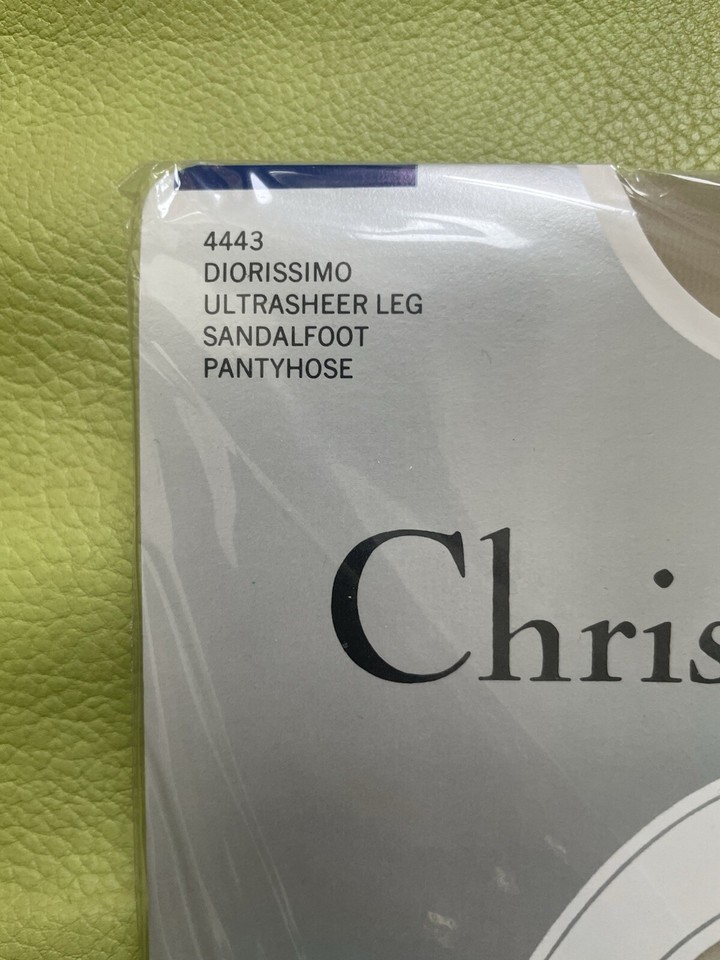 4443
DIORISSIMO
ULTRASHEER LEG
SANDALFOOT
PANTYHOSE
Chris